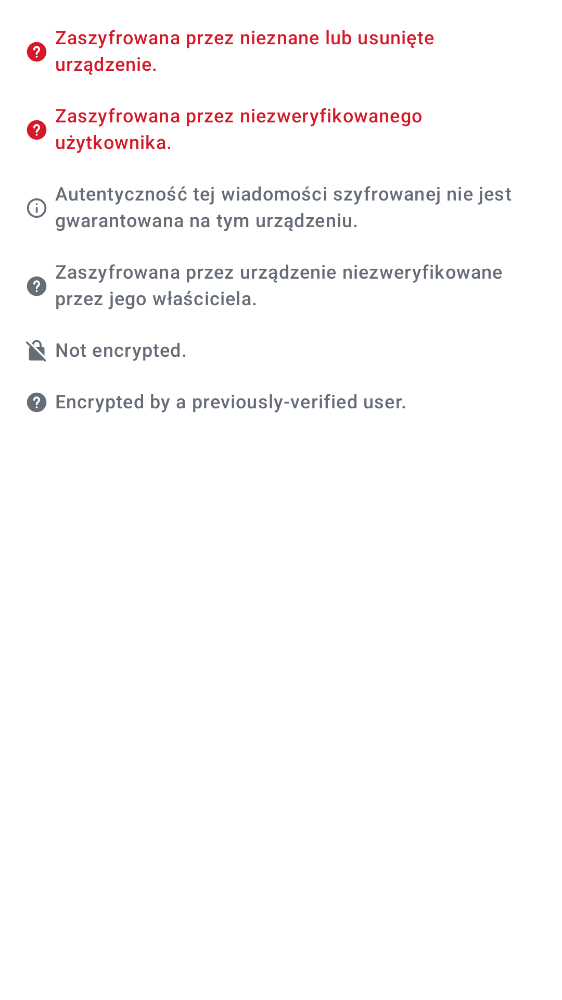 Zaszyfrowana przez nieznane lub usunięte
urządzenie.
Zaszyfrowana przez niezweryfikowanego
użytkownika.
Autentyczność tej wiadomości szyfrowanej nie jest
gwarantowana na tym urządzeniu.
Zaszyfrowana przez urządzenie niezweryfikowane
przez jego właściciela.
Not encrypted.
Encrypted by a previously-verified user.